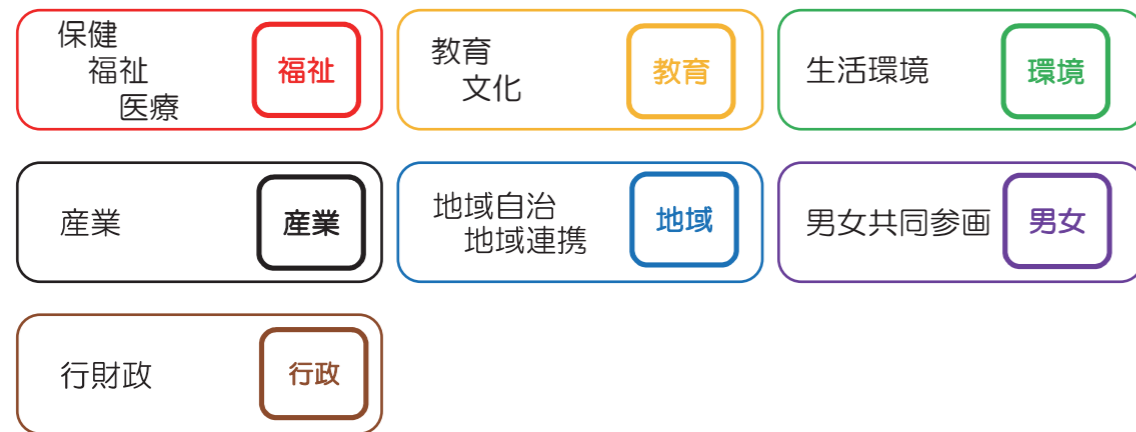 保健
福祉
医療
福祉
教育
文化
教育
生活環境
環境
産業
産業
地域自治
地域連携
地域
男女共同参画
男女
行財政
行政